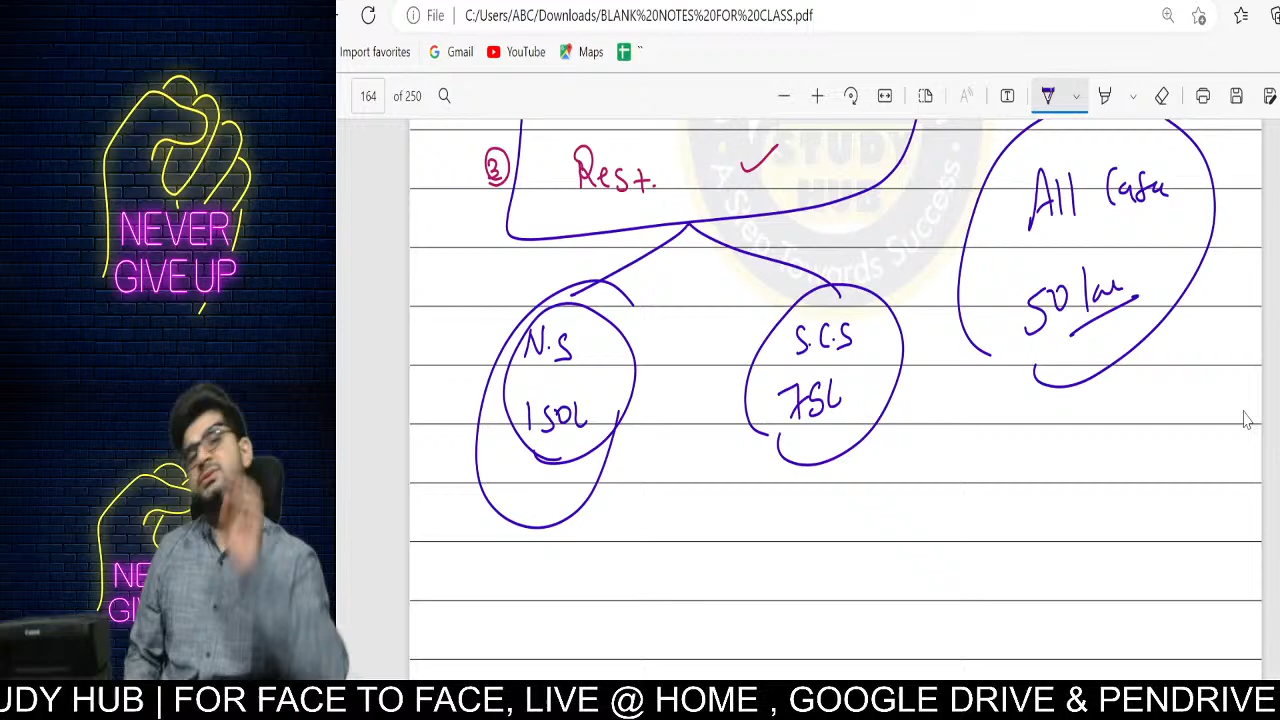 File C:/Users/ABC/Downloads/BLANK%20NOTES%20FOR%20CLASS.pdf
Import favorites Gmail YouTube Maps
164 of 250
3 Rest.
All Case
50 lac
N.S
150L
S.C.S
75L
NEVER
GIVE UP
NE
GI
UDY HUB | FOR FACE TO FACE, LIVE @ HOME , GOOGLE DRIVE & PENDRIVE